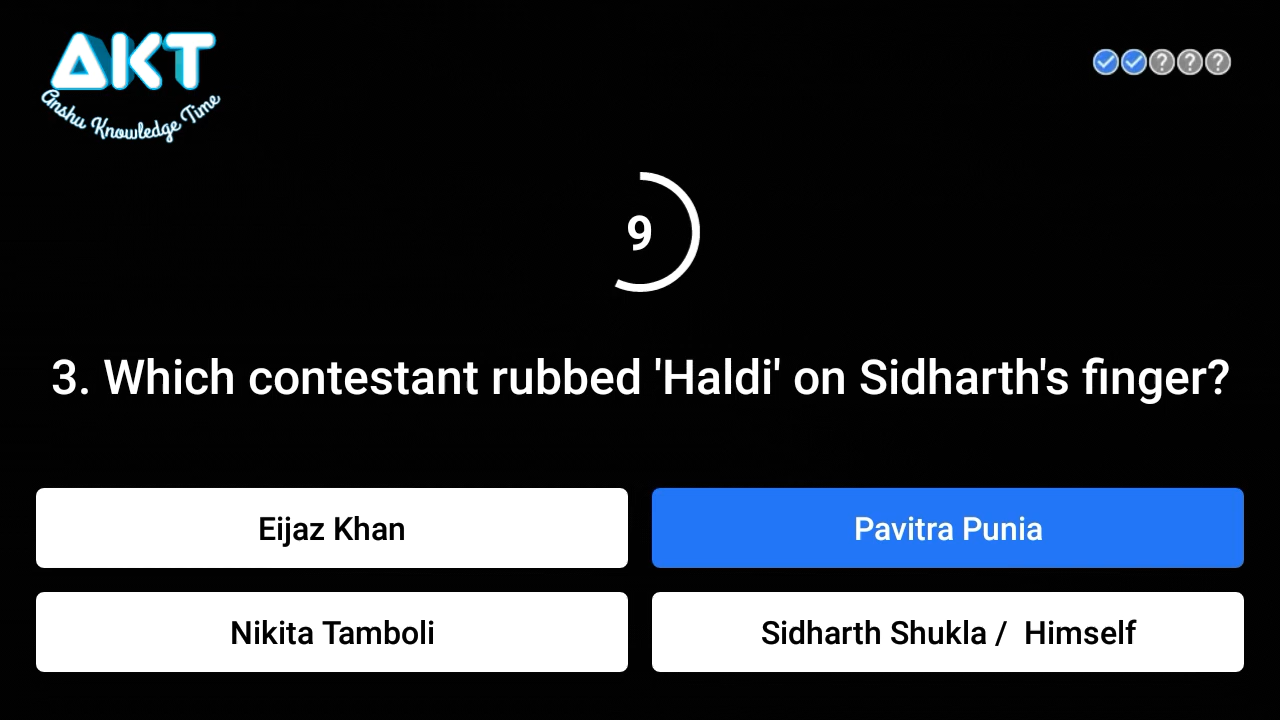 AKT
Anshu Knowledge Time
9
3. Which contestant rubbed 'Haldi' on Sidharth's finger?
Eijaz Khan
Pavitra Punia
Nikita Tamboli
Sidharth Shukla /  Himself